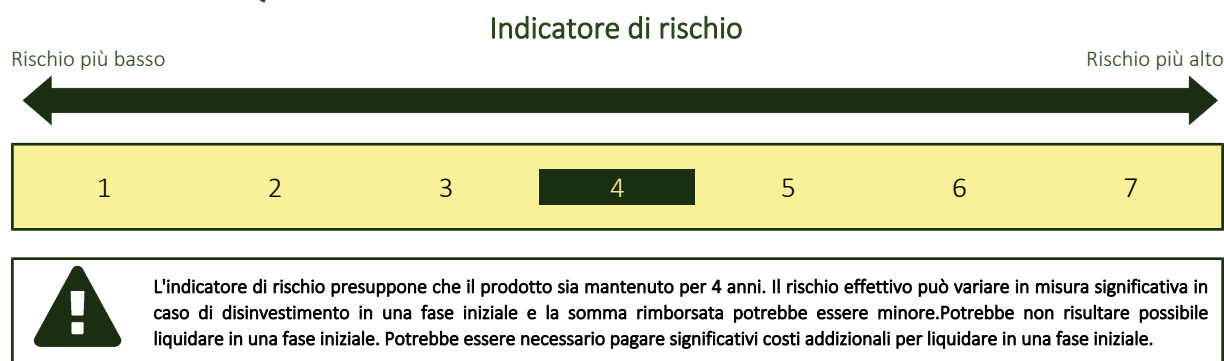 Indicatore di rischio
Rischio più basso
Rischio più alto
1 2 3 4 5 6 7
L'indicatore di rischio presuppone che il prodotto sia mantenuto per 4 anni. Il rischio effettivo può variare in misura significativa in
caso di disinvestimento in una fase iniziale e la somma rimborsata potrebbe essere minore.Potrebbe non risultare possibile
liquidare in una fase iniziale. Potrebbe essere necessario pagare significativi costi addizionali per liquidare in una fase iniziale.